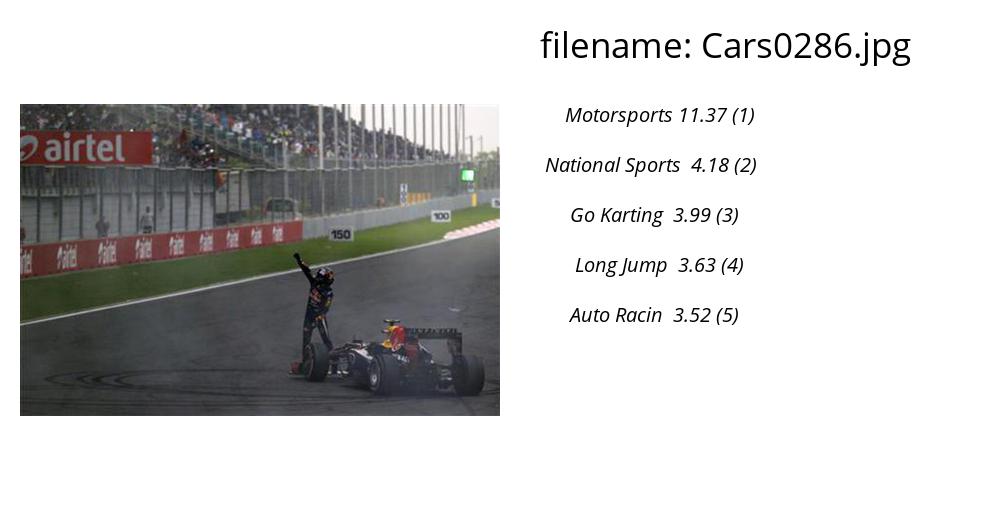 filename: Cars0286.jpg
Motorsports 11.37 (1)
National Sports 4.18 (2)
Go Karting 3.99 (3)
Long Jump 3.63 (4)
Auto Racin 3.52 (5)
airtel
100
150
airtel airtel airtel airtel airtel airtel airtel